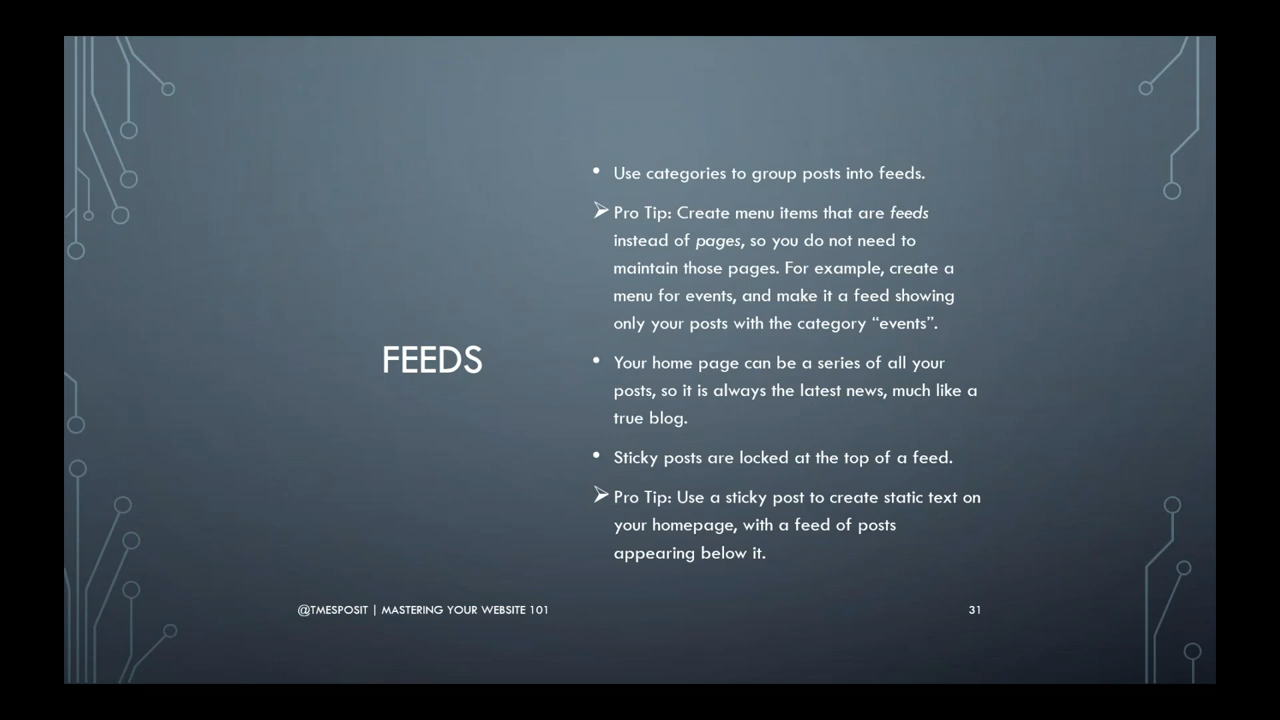 FEEDS
• Use categories to group posts into feeds.
➢ Pro Tip: Create menu items that are feeds
instead of pages, so you do not need to
maintain those pages. For example, create a
menu for events, and make it a feed showing
only your posts with the category “events”.
• Your home page can be a series of all your
posts, so it is always the latest news, much like a
true blog.
• Sticky posts are locked at the top of a feed.
➢ Pro Tip: Use a sticky post to create static text on
your homepage, with a feed of posts
appearing below it.
@TMESPOSIT | MASTERING YOUR WEBSITE 101
31